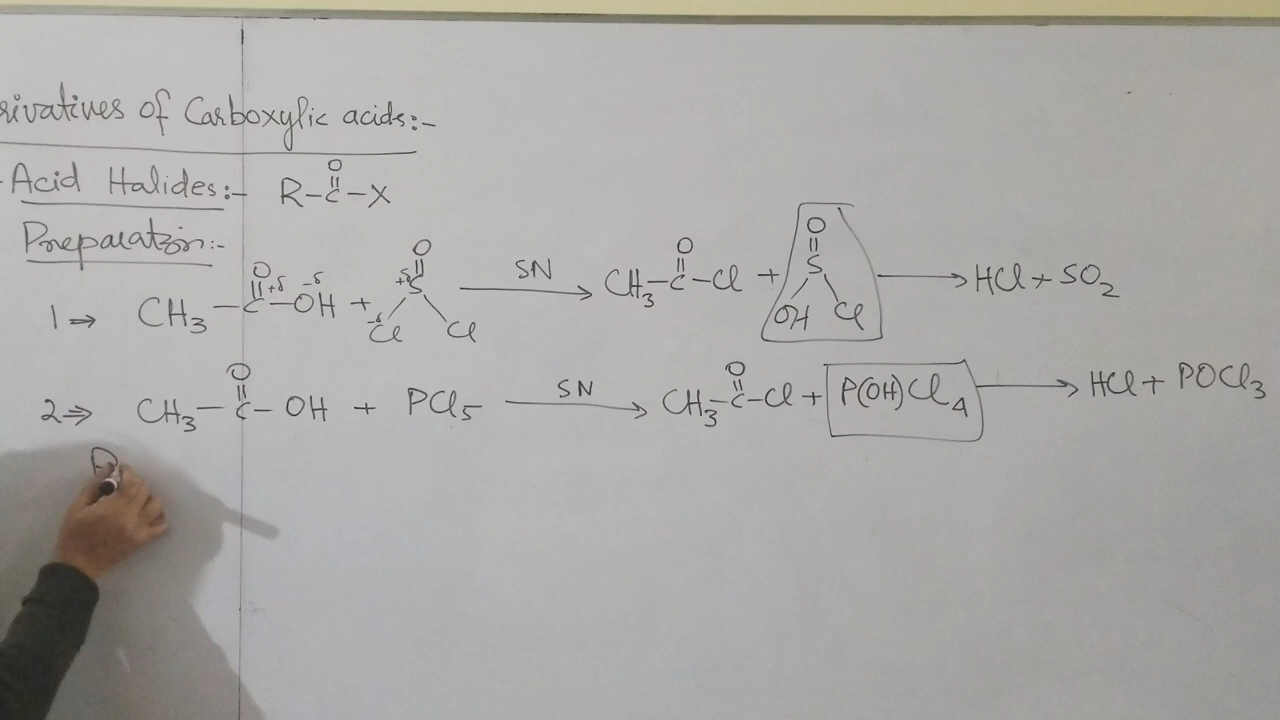 rivatives of Carboxylic acids:-
Acid Halides:- R-C(=O)-X
Preparation:-
1⇒ CH₃-C(=O)-OH + SOCl₂ SN→ CH₃-C(=O)-Cl + S(=O)(OH)Cl → HCl + SO₂
2⇒ CH₃-C(=O)-OH + PCl₅ SN→ CH₃-C(=O)-Cl + P(OH)Cl₄ → HCl + POCl₃